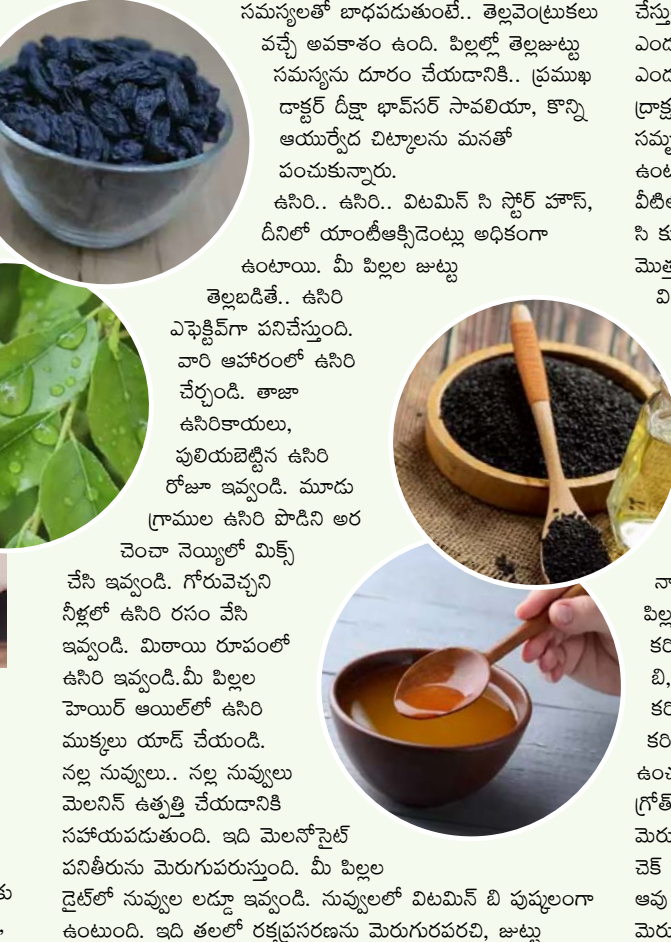 సమస్యలతో బాధపడుతుంటే.. తెల్లవెంట్రుకలు
వచ్చే అవకాశం ఉంది. పిల్లల్లో తెల్లజుట్టు
సమస్యను దూరం చేయడానికి.. ప్రముఖ
డాక్టర్ దీక్షా భావ్‌సర్ సావలియా, కొన్ని
ఆయుర్వేద చిట్కాలను మనతో
పంచుకున్నారు.
ఉసిరి.. ఉసిరి.. విటమిన్ సి స్టోర్ హౌస్,
దీనిలో యాంటీఆక్సిడెంట్లు అధికంగా
ఉంటాయి. మీ పిల్లల జుట్టు
తెల్లబడితే.. ఉసిరి
ఎఫెక్టివ్‌గా పనిచేస్తుంది.
వారి ఆహారంలో ఉసిరి
చేర్చండి. తాజా
ఉసిరికాయలు,
పులియబెట్టిన ఉసిరి
రోజూ ఇవ్వండి. మూడు
గ్రాముల ఉసిరి పొడిని అర
చెంచా నెయ్యిలో మిక్స్
చేసి ఇవ్వండి. గోరువెచ్చని
నీళ్లలో ఉసిరి రసం వేసి
ఇవ్వండి. మిఠాయి రూపంలో
ఉసిరి ఇవ్వండి.మీ పిల్లల
హెయిర్ ఆయిల్‌లో ఉసిరి
ముక్కలు యాడ్ చేయండి.
నల్ల నువ్వులు.. నల్ల నువ్వులు
మెలనిన్ ఉత్పత్తి చేయడానికి
సహాయపడుతుంది. ఇది మెలనోసైట్
పనితీరును మెరుగుపరుస్తుంది. మీ పిల్లల
డైట్‌లో నువ్వుల లడ్డూ ఇవ్వండి. నువ్వులలో విటమిన్ బి పుష్కలంగా
ఉంటుంది. ఇది తలలో రక్తప్రసరణను మెరుగురపరచి, జుట్టు